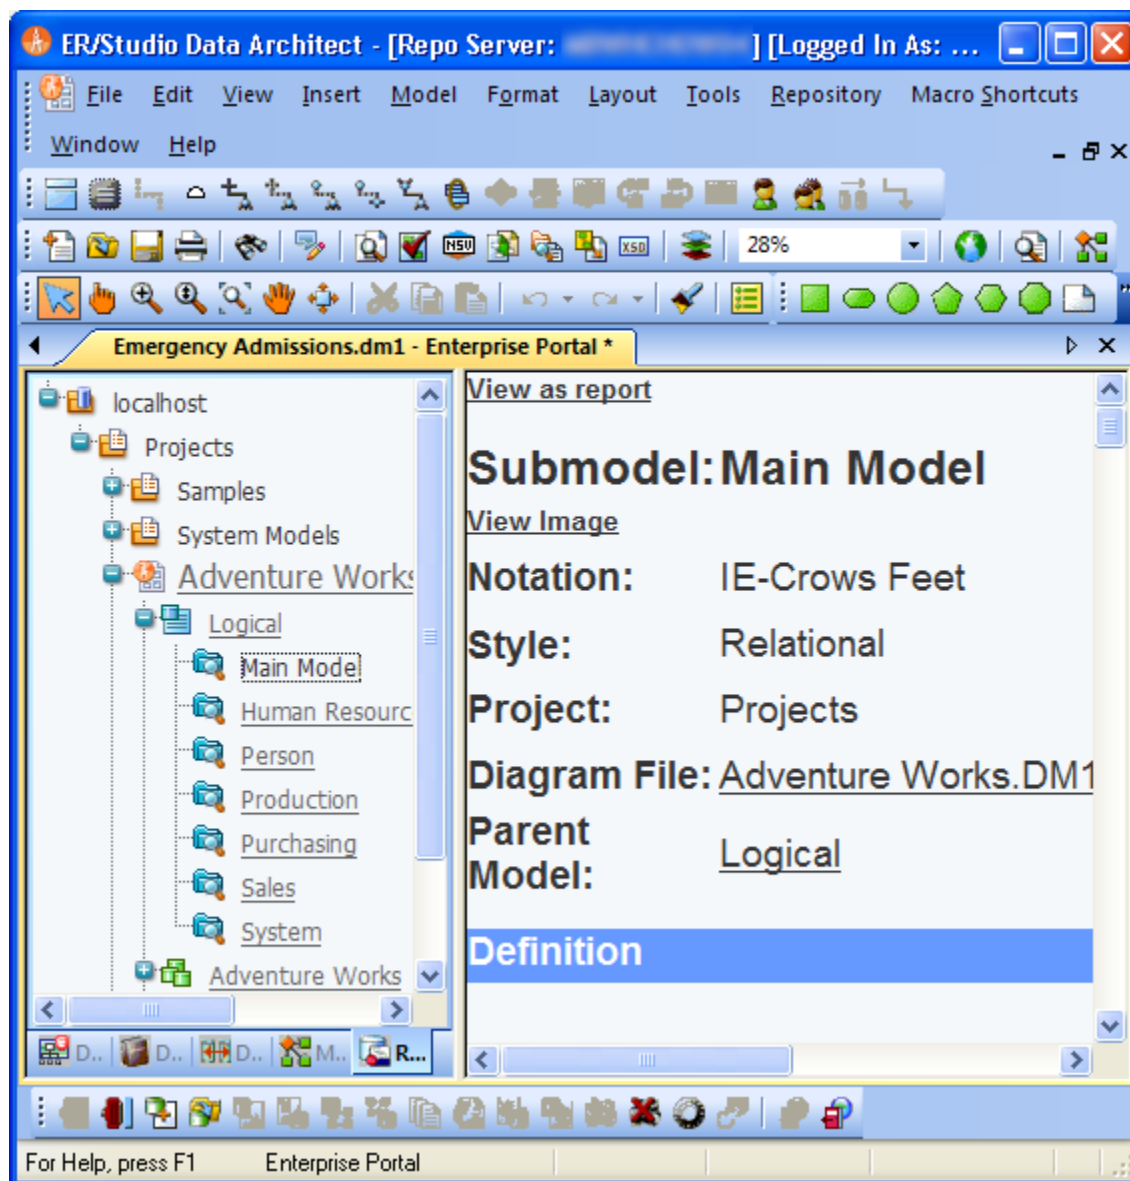 ER/Studio Data Architect - [Repo Server: ] [Logged In As: ...
File Edit View Insert Model Format Layout Tools Repository Macro Shortcuts
Window Help
NSU XSD 28%
Emergency Admissions.dm1 - Enterprise Portal *
localhost
Projects
Samples
System Models
Adventure Works
Logical
Main Model
Human Resourc
Person
Production
Purchasing
Sales
System
Adventure Works
D.. D.. D.. M.. R...
View as report
Submodel: Main Model
View Image
Notation: IE-Crows Feet
Style: Relational
Project: Projects
Diagram File: Adventure Works.DM1
Parent
Model: Logical
Definition
For Help, press F1 Enterprise Portal